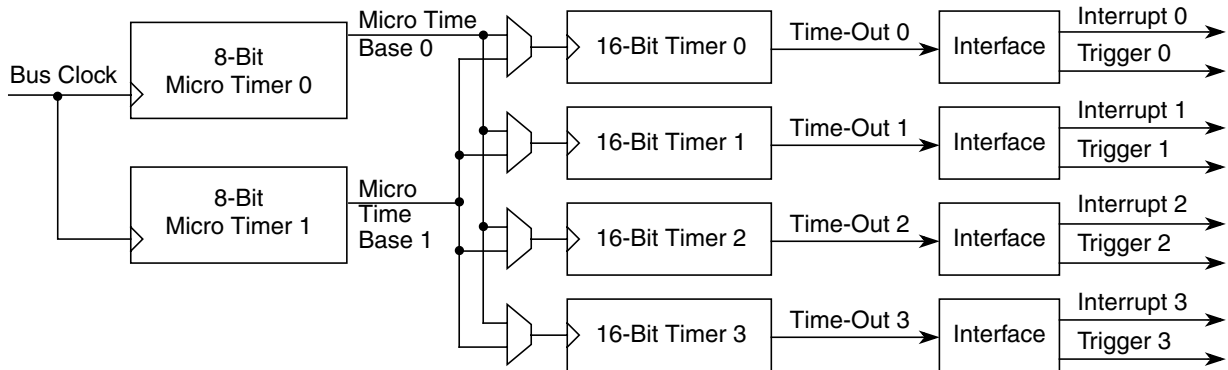 Bus Clock
8-Bit
Micro Timer 0
8-Bit
Micro Timer 1
Micro Time
Base 0
Micro
Time
Base 1
16-Bit Timer 0
Time-Out 0
Interface
Interrupt 0
Trigger 0
16-Bit Timer 1
Time-Out 1
Interface
Interrupt 1
Trigger 1
16-Bit Timer 2
Time-Out 2
Interface
Interrupt 2
Trigger 2
16-Bit Timer 3
Time-Out 3
Interface
Interrupt 3
Trigger 3